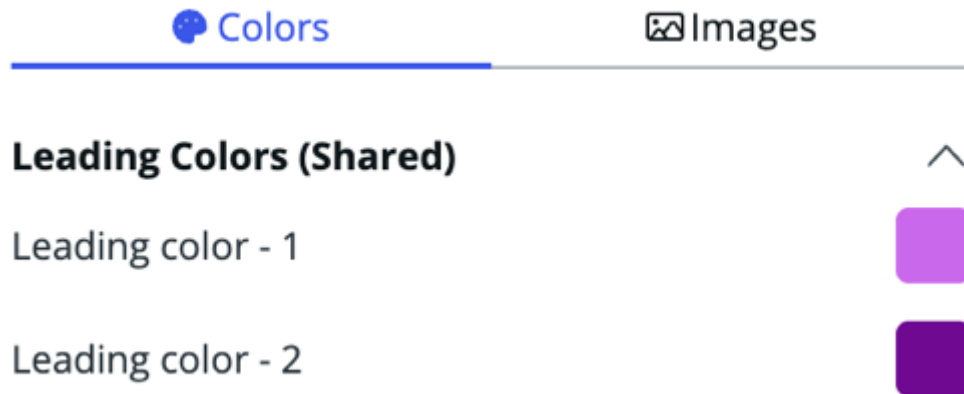 Colors Images
Leading Colors (Shared)
Leading color - 1
Leading color - 2